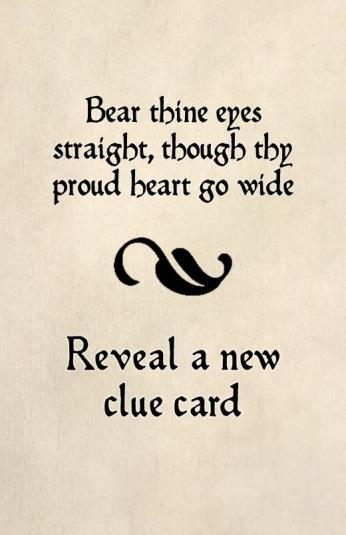 Bear thine eyes
straight, though thy
proud heart go wide
Reveal a new
clue card